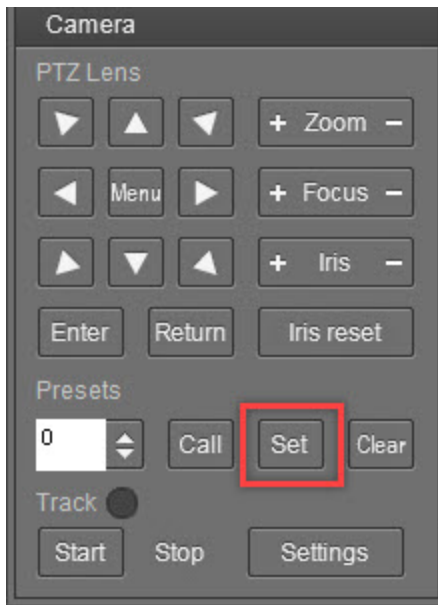 Camera
PTZ Lens
+ Zoom −
Menu
+ Focus −
+ Iris −
Enter Return Iris reset
Presets
0 Call Set Clear
Track
Start Stop Settings